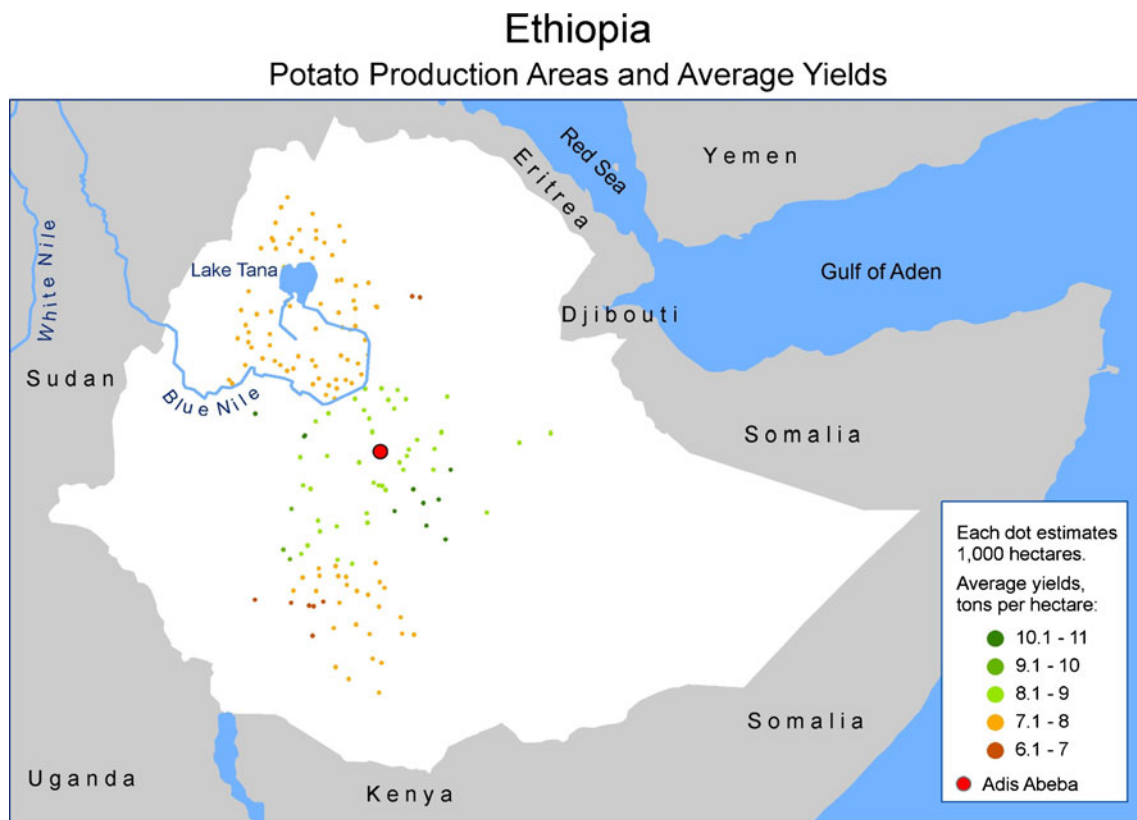 Ethiopia
Potato Production Areas and Average Yields
Red Sea
Yemen
Eritrea
White Nile
Lake Tana
Gulf of Aden
Djibouti
Sudan
Blue Nile
Somalia
Each dot estimates
1,000 hectares.
Average yields,
tons per hectare:
10.1 - 11
9.1 - 10
8.1 - 9
7.1 - 8
6.1 - 7
Adis Abeba
Somalia
Uganda
Kenya